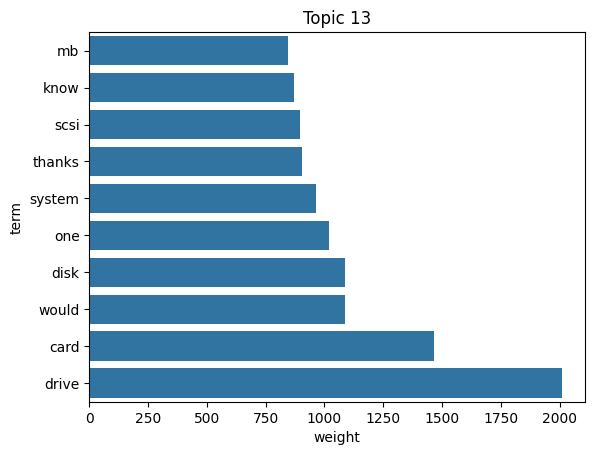 Topic 13
mb
know
scsi
thanks
system
one
disk
would
card
drive
term
0 250 500 750 1000 1250 1500 1750 2000
weight